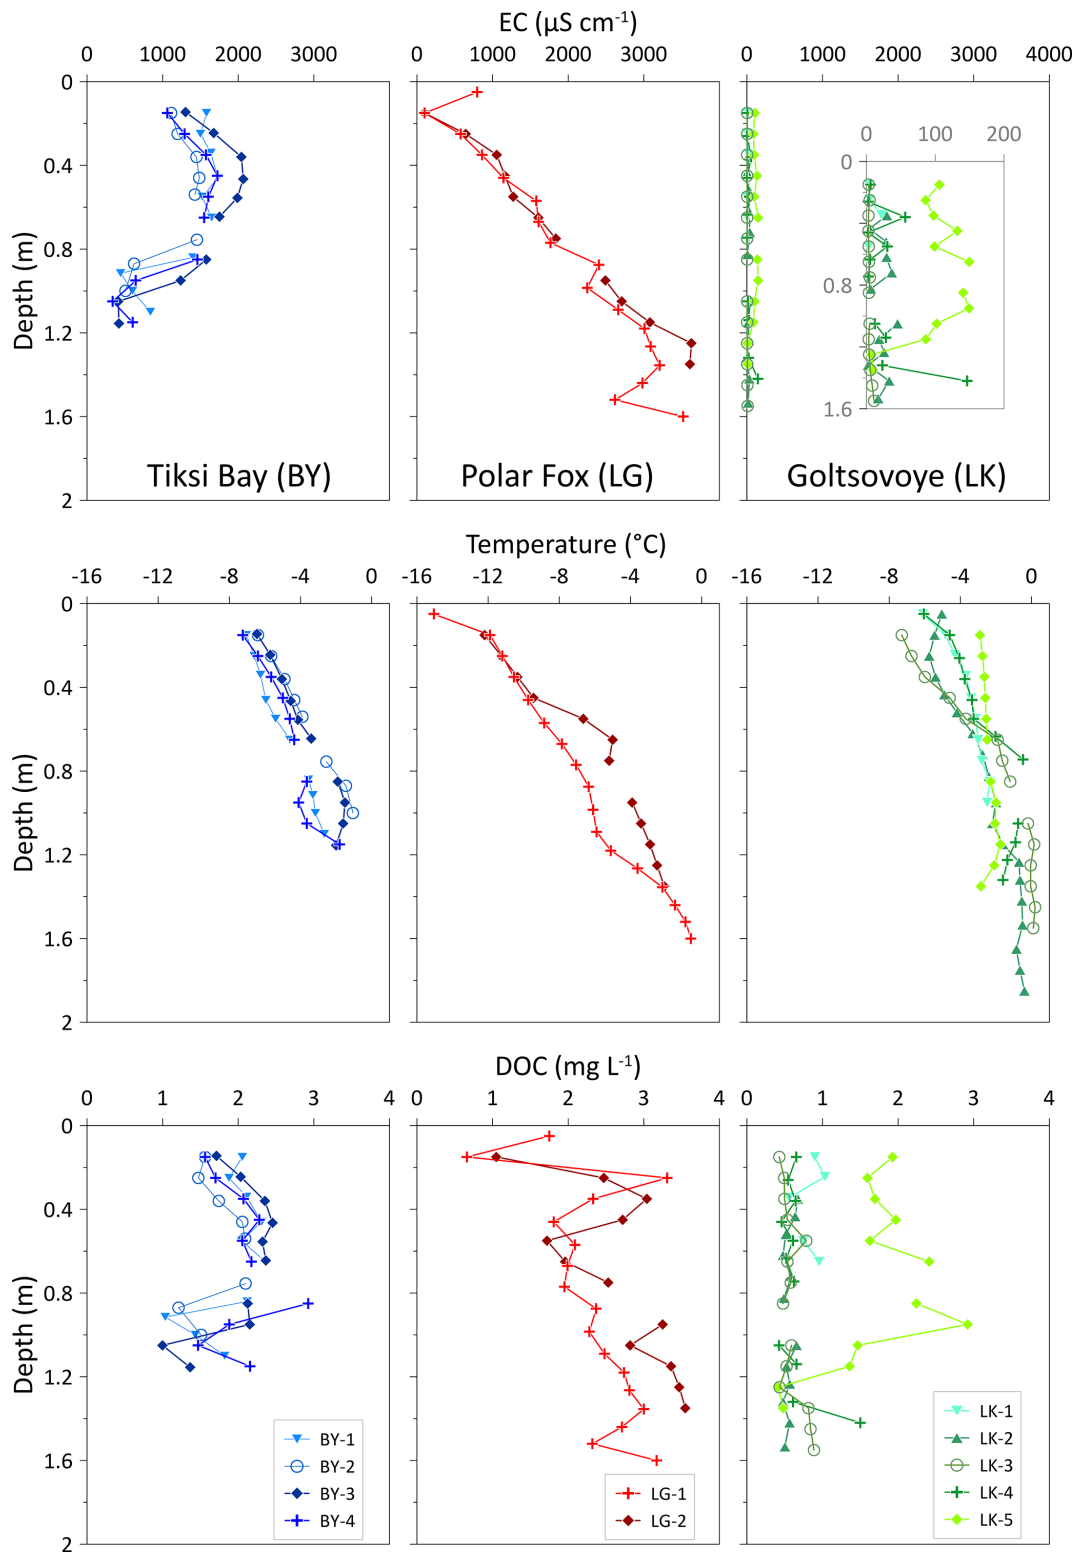 EC (µS cm-1)
0 1000 2000 3000 0 1000 2000 3000 0 1000 2000 3000 4000
0
0.4
0.8
1.2
1.6
2
Depth (m)
0 100 200
0
0.8
1.6
Tiksi Bay (BY) Polar Fox (LG) Goltsovoye (LK)
Temperature (°C)
-16 -12 -8 -4 0 -16 -12 -8 -4 0 -16 -12 -8 -4 0
0
0.4
0.8
1.2
1.6
2
Depth (m)
DOC (mg L-1)
0 1 2 3 4 0 1 2 3 4 0 1 2 3 4
0
0.4
0.8
1.2
1.6
2
Depth (m)
BY-1
BY-2
BY-3
BY-4
LG-1
LG-2
LK-1
LK-2
LK-3
LK-4
LK-5